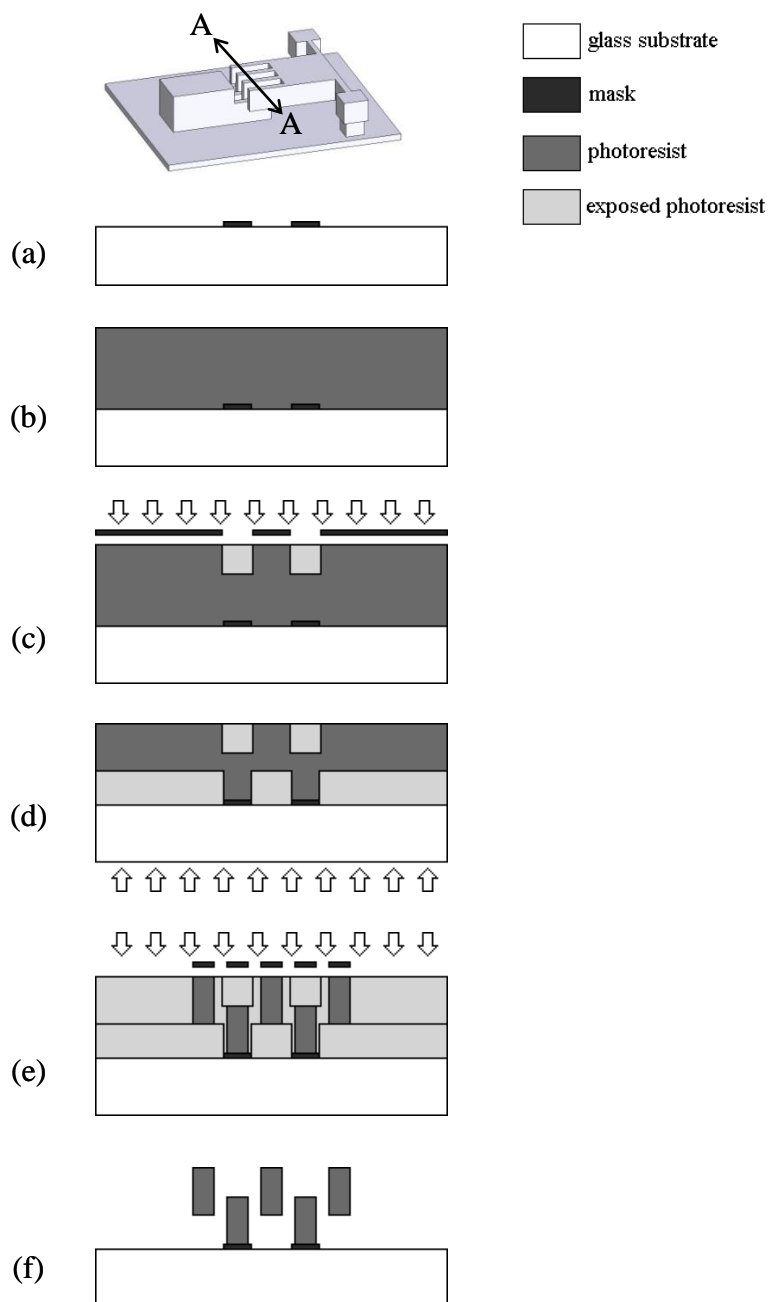 A
A
glass substrate
mask
photoresist
exposed photoresist
(a)
(b)
(c)
(d)
(e)
(f)